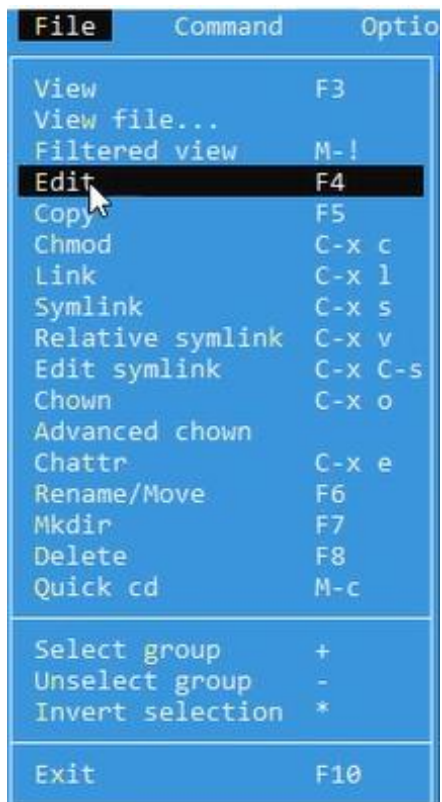 File Command Optio
View F3
View file...
Filtered view M-!
Edit F4
Copy F5
Chmod C-x c
Link C-x l
Symlink C-x s
Relative symlink C-x v
Edit symlink C-x C-s
Chown C-x o
Advanced chown
Chattr C-x e
Rename/Move F6
Mkdir F7
Delete F8
Quick cd M-c
Select group +
Unselect group -
Invert selection *
Exit F10